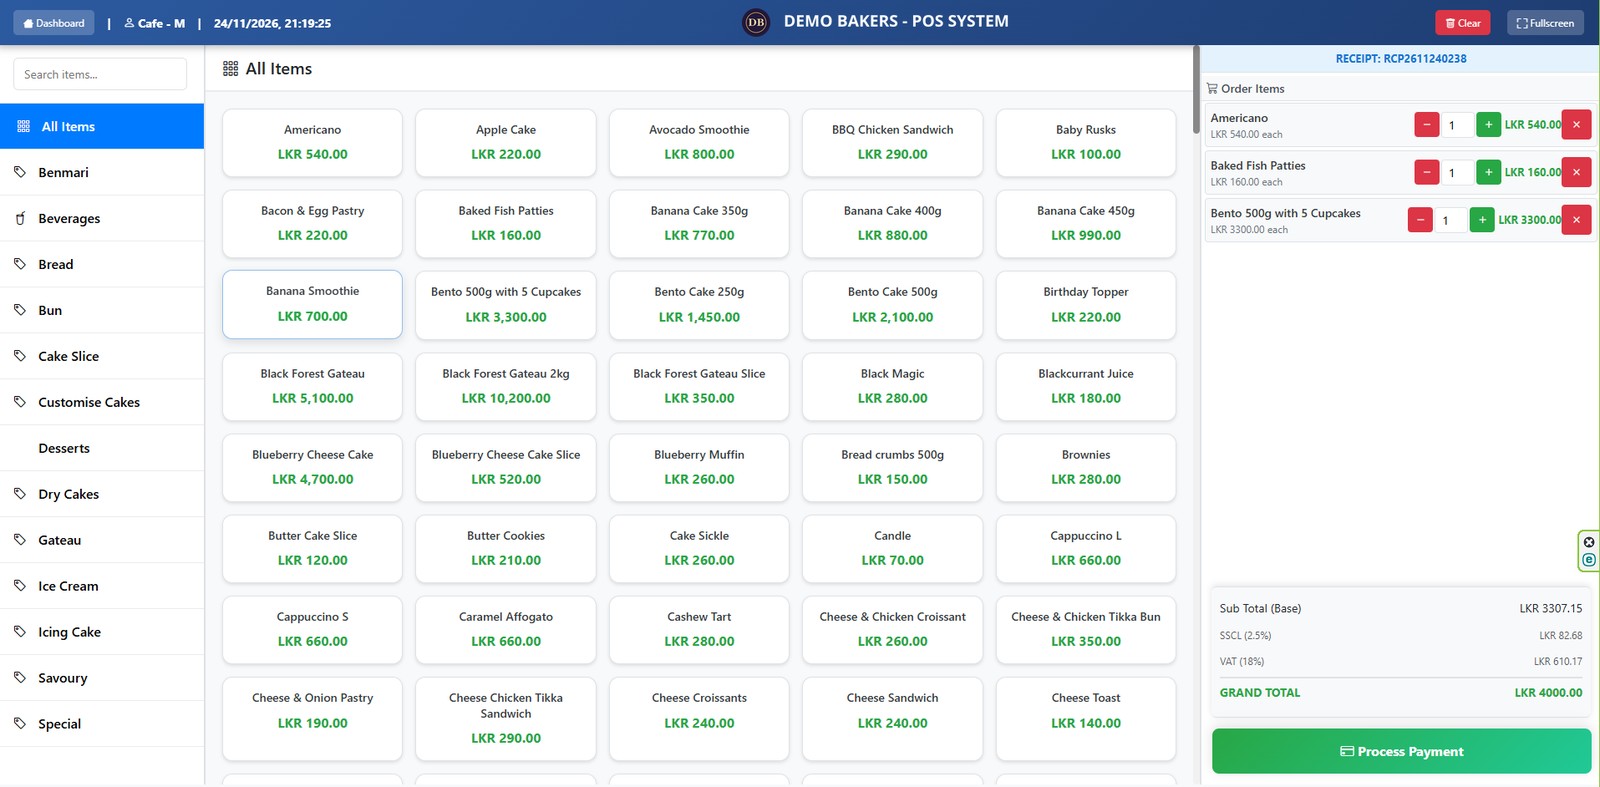 Dashboard | Cafe - M | 24/11/2026, 21:19:25
DB DEMO BAKERS - POS SYSTEM
Clear
Fullscreen
Search items...
All Items
Benmari
Beverages
Bread
Bun
Cake Slice
Customise Cakes
Desserts
Dry Cakes
Gateau
Ice Cream
Icing Cake
Savoury
Special
All Items
Americano
LKR 540.00
Apple Cake
LKR 220.00
Avocado Smoothie
LKR 800.00
BBQ Chicken Sandwich
LKR 290.00
Baby Rusks
LKR 100.00
Bacon & Egg Pastry
LKR 220.00
Baked Fish Patties
LKR 160.00
Banana Cake 350g
LKR 770.00
Banana Cake 400g
LKR 880.00
Banana Cake 450g
LKR 990.00
Banana Smoothie
LKR 700.00
Bento 500g with 5 Cupcakes
LKR 3,300.00
Bento Cake 250g
LKR 1,450.00
Bento Cake 500g
LKR 2,100.00
Birthday Topper
LKR 220.00
Black Forest Gateau
LKR 5,100.00
Black Forest Gateau 2kg
LKR 10,200.00
Black Forest Gateau Slice
LKR 350.00
Black Magic
LKR 280.00
Blackcurrant Juice
LKR 180.00
Blueberry Cheese Cake
LKR 4,700.00
Blueberry Cheese Cake Slice
LKR 520.00
Blueberry Muffin
LKR 260.00
Bread crumbs 500g
LKR 150.00
Brownies
LKR 280.00
Butter Cake Slice
LKR 120.00
Butter Cookies
LKR 210.00
Cake Sickle
LKR 260.00
Candle
LKR 70.00
Cappuccino L
LKR 660.00
Cappuccino S
LKR 660.00
Caramel Affogato
LKR 660.00
Cashew Tart
LKR 280.00
Cheese & Chicken Croissant
LKR 260.00
Cheese & Chicken Tikka Bun
LKR 350.00
Cheese & Onion Pastry
LKR 190.00
Cheese Chicken Tikka
Sandwich
LKR 290.00
Cheese Croissants
LKR 240.00
Cheese Sandwich
LKR 240.00
Cheese Toast
LKR 140.00
RECEIPT: RCP2611240238
Order Items
Americano
LKR 540.00 each
− 1 + LKR 540.00 ×
Baked Fish Patties
LKR 160.00 each
− 1 + LKR 160.00 ×
Bento 500g with 5 Cupcakes
LKR 3300.00 each
− 1 + LKR 3300.00 ×
Sub Total (Base) LKR 3307.15
SSCL (2.5%) LKR 82.68
VAT (18%) LKR 610.17
GRAND TOTAL LKR 4000.00
Process Payment